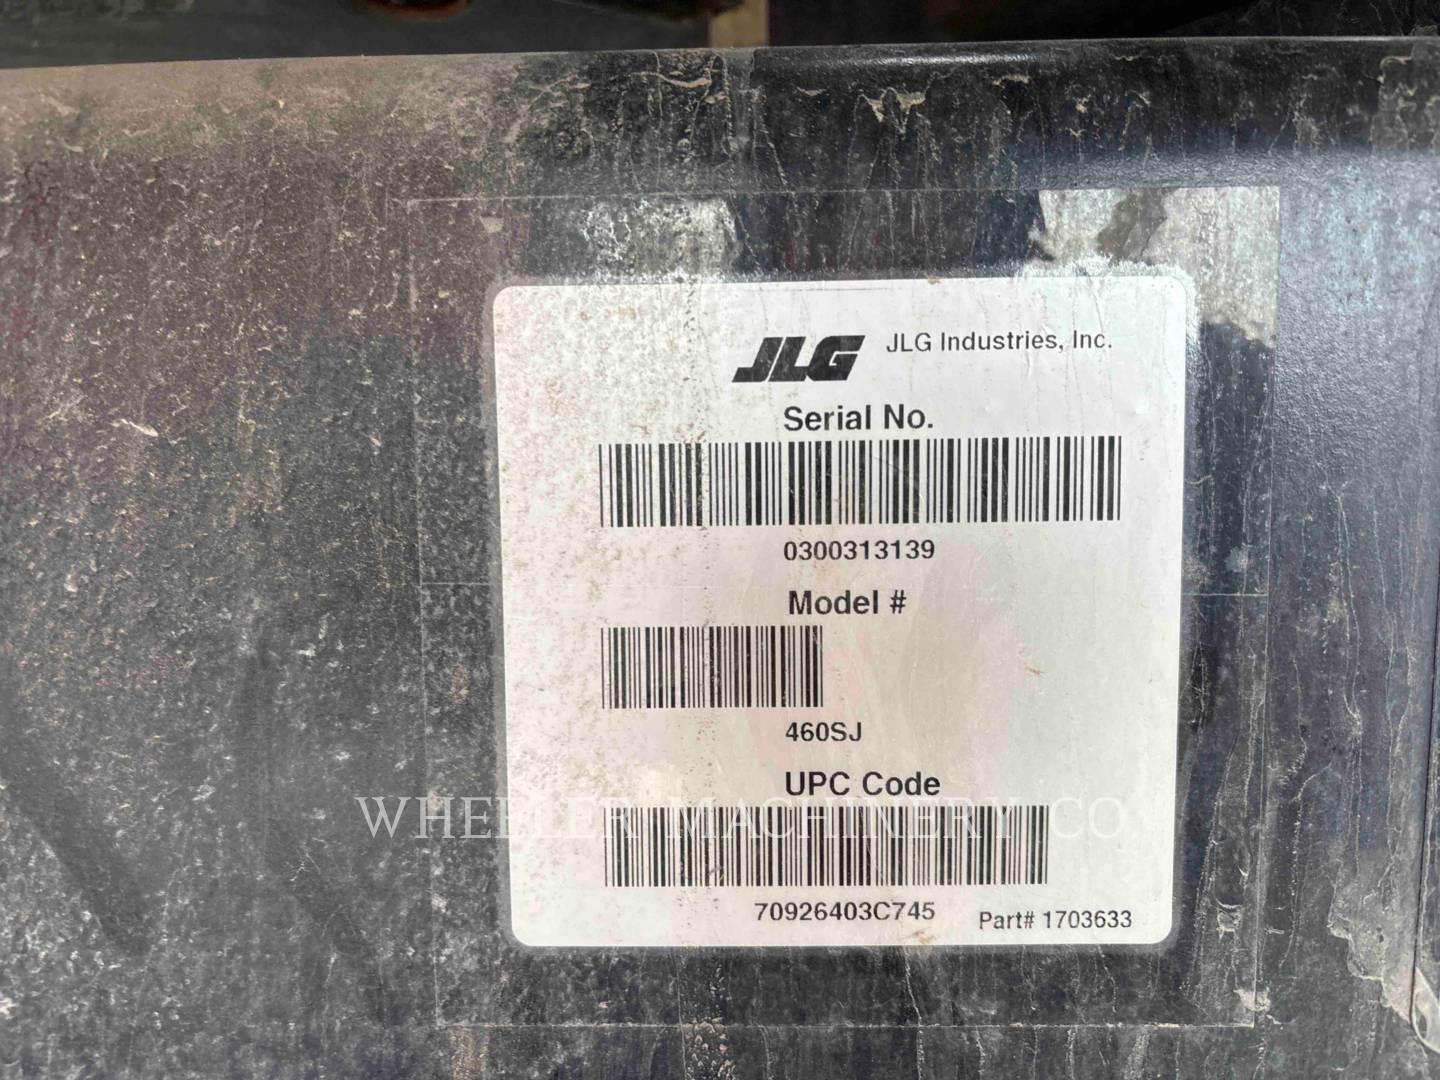 JLG JLG Industries, Inc.
Serial No.
0300313139
Model #
460SJ
UPC Code
WHEELER MACHINERY CO
70926403C745 Part# 1703633